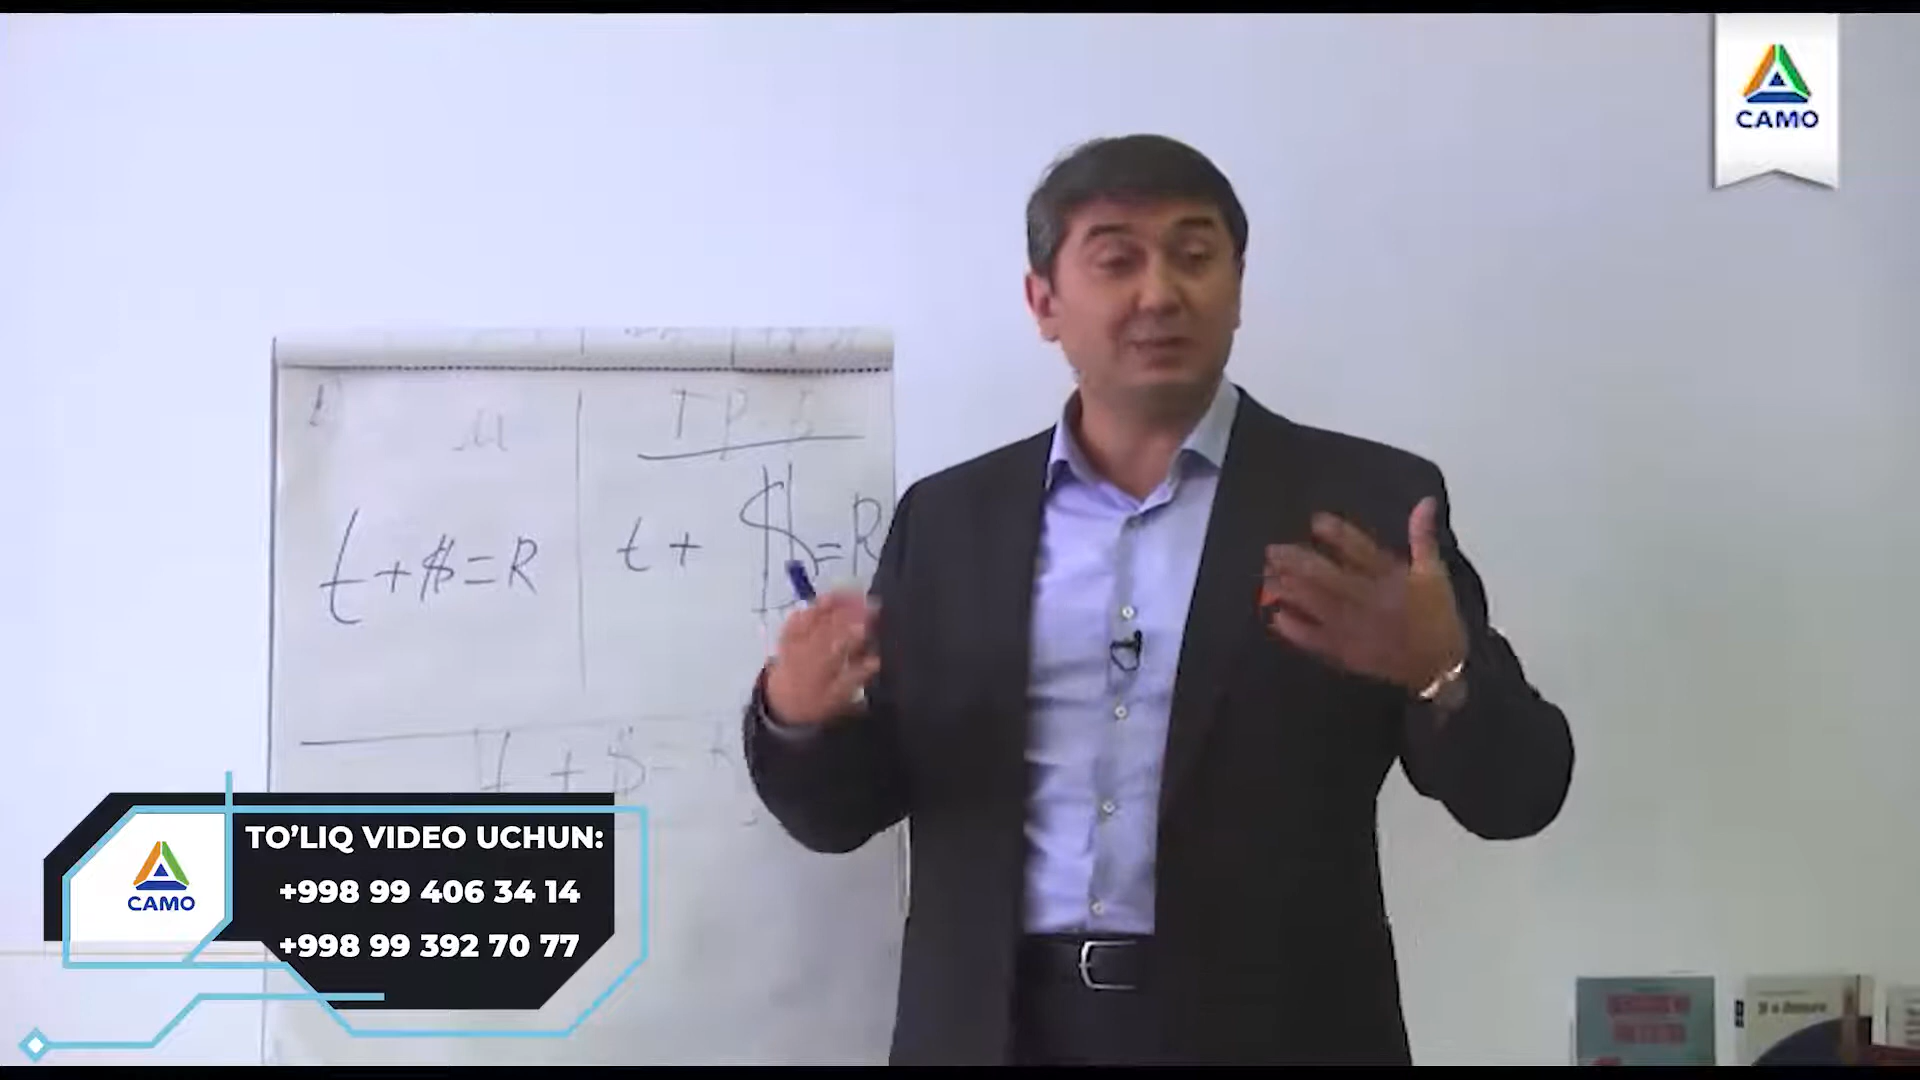 CAMO
t + $ = R
t + $ = R
t + $ =
TO’LIQ VIDEO UCHUN:
CAMO
+998 99 406 34 14
+998 99 392 70 77